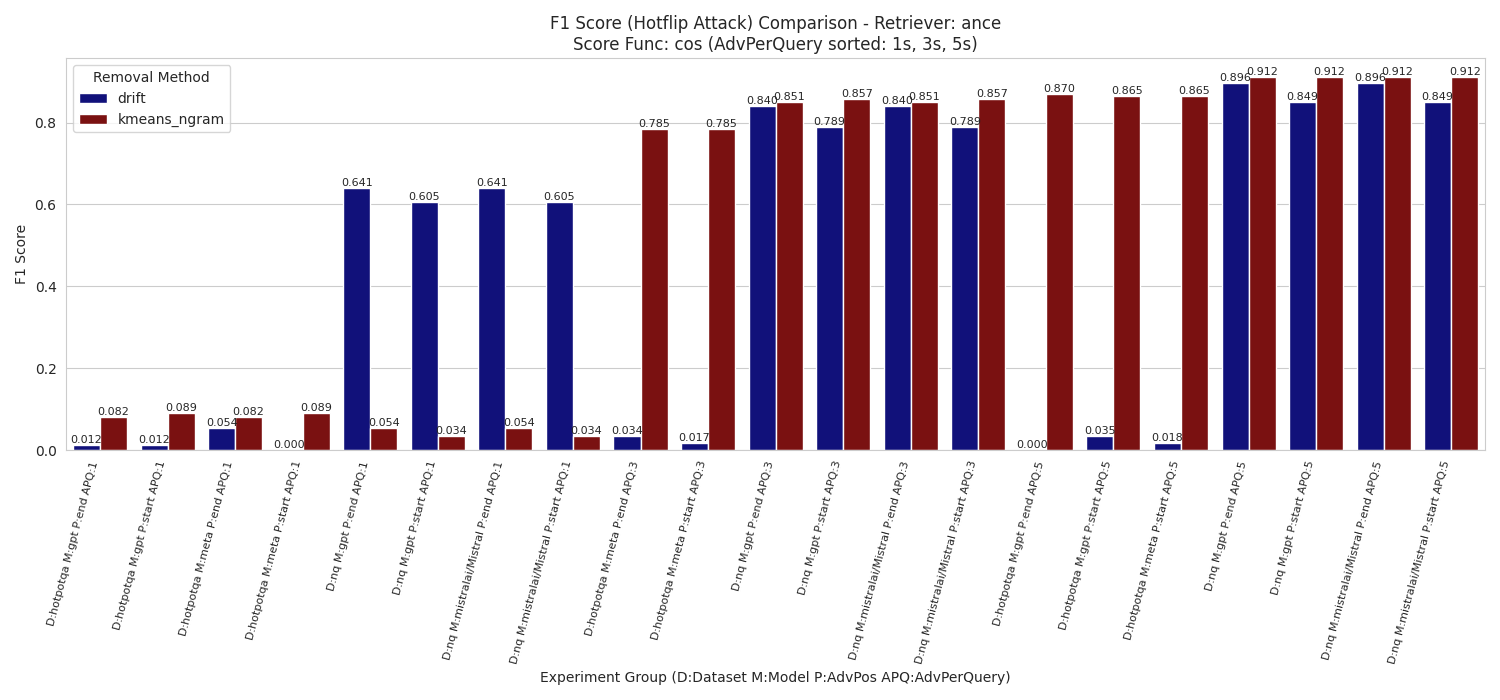 F1 Score (Hotflip Attack) Comparison - Retriever: ance
Score Func: cos (AdvPerQuery sorted: 1s, 3s, 5s)
Removal Method
drift
kmeans_ngram
F1 Score
0.8
0.6
0.4
0.2
0.0
0.012 0.082
0.012 0.089
0.054 0.082
0.000 0.089
0.641 0.054
0.605 0.034
0.641 0.054
0.605 0.034
0.034 0.785
0.017 0.785
0.840 0.851
0.789 0.857
0.840 0.851
0.789 0.857
0.000 0.870
0.035 0.865
0.018 0.865
0.896 0.912
0.849 0.912
0.896 0.912
0.849 0.912
D:hotpotqa M:gpt P:end APQ:1
D:hotpotqa M:gpt P:start APQ:1
D:hotpotqa M:meta P:end APQ:1
D:hotpotqa M:meta P:start APQ:1
D:nq M:gpt P:end APQ:1
D:nq M:gpt P:start APQ:1
D:nq M:mistralai/Mistral P:end APQ:1
D:nq M:mistralai/Mistral P:start APQ:1
D:hotpotqa M:meta P:end APQ:3
D:hotpotqa M:meta P:start APQ:3
D:nq M:gpt P:end APQ:3
D:nq M:gpt P:start APQ:3
D:nq M:mistralai/Mistral P:end APQ:3
D:nq M:mistralai/Mistral P:start APQ:3
D:hotpotqa M:gpt P:end APQ:5
D:hotpotqa M:gpt P:start APQ:5
D:hotpotqa M:meta P:start APQ:5
D:nq M:gpt P:end APQ:5
D:nq M:gpt P:start APQ:5
D:nq M:mistralai/Mistral P:end APQ:5
D:nq M:mistralai/Mistral P:start APQ:5
Experiment Group (D:Dataset M:Model P:AdvPos APQ:AdvPerQuery)